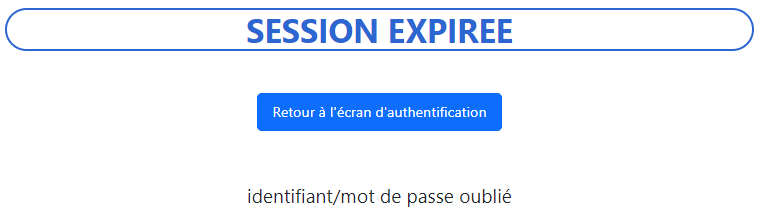 SESSION EXPIREE
Retour à l'écran d'authentification
identifiant/mot de passe oublié